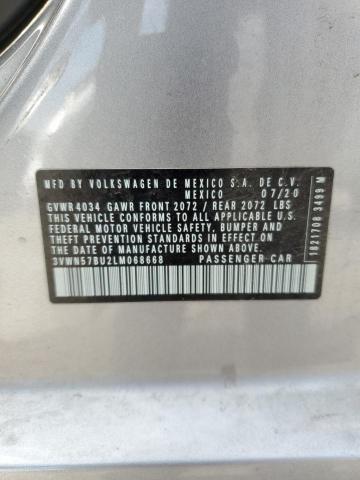 MFD BY VOLKSWAGEN DE MEXICO S.A. DE C.V.
MEXICO 07/20
GVWR 4034 GAWR FRONT 2072 / REAR 2072 LBS
THIS VEHICLE CONFORMS TO ALL APPLICABLE U.S.
FEDERAL MOTOR VEHICLE SAFETY, BUMPER, AND
THEFT PREVENTION STANDARDS IN EFFECT ON THE
DATE OF MANUFACTURE SHOWN ABOVE.
3VWN57BU2LM068668 PASSENGER CAR
1B21708 3499 M